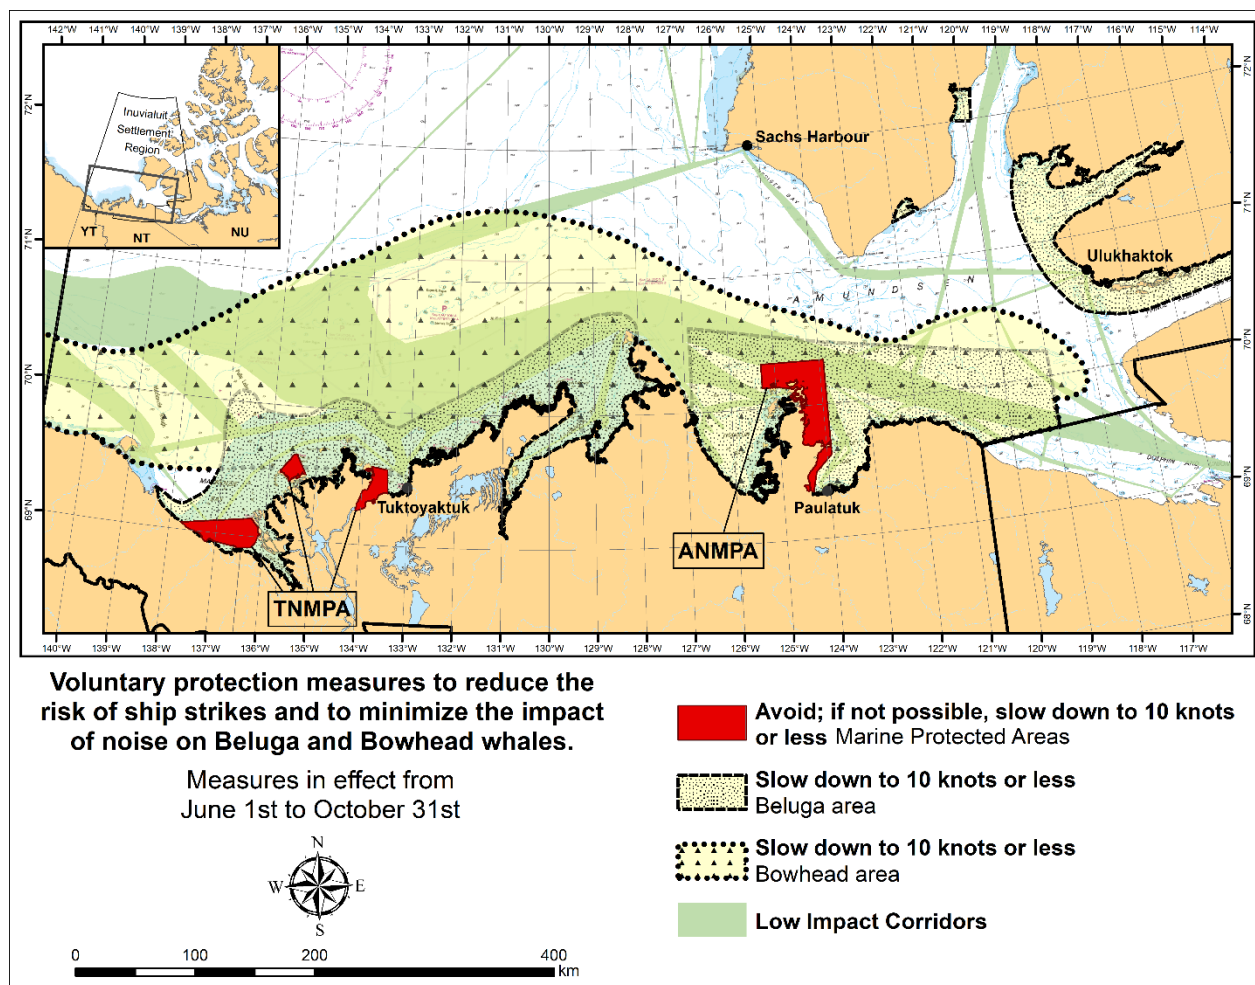 142°W 141°W 140°W 139°W 138°W 137°W 136°W 135°W 134°W 133°W 132°W 131°W 130°W 129°W 128°W 127°W 126°W 125°W 124°W 123°W 122°W 121°W 120°W 119°W 118°W 117°W 116°W 115°W 114°W
72°N
71°N
70°N
69°N
72°N
71°N
70°N
69°N
68°N
Inuvialuit
Settlement
Region
YT
NT
NU
Sachs Harbour
Ulukhaktok
AMUNDSEN
Tuktoyaktuk
Paulatuk
ANMPA
TNMPA
140°W 139°W 138°W 137°W 136°W 135°W 134°W 133°W 132°W 131°W 130°W 129°W 128°W 127°W 126°W 125°W 124°W 123°W 122°W 121°W 120°W 119°W 118°W 117°W
Voluntary protection measures to reduce the
risk of ship strikes and to minimize the impact
of noise on Beluga and Bowhead whales.
Measures in effect from
June 1st to October 31st
N
W E
S
0 100 200 400
km
Avoid; if not possible, slow down to 10 knots
or less Marine Protected Areas
Slow down to 10 knots or less
Beluga area
Slow down to 10 knots or less
Bowhead area
Low Impact Corridors